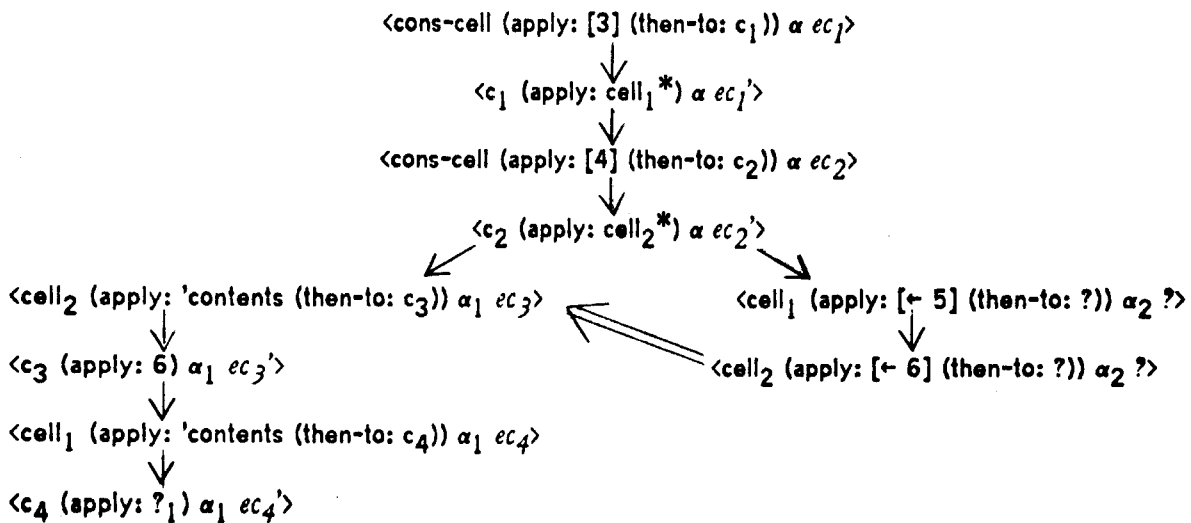 <cons-cell (apply: [3] (then-to: c₁)) α ec₁>
<c₁ (apply: cell₁*) α ec₁'>
<cons-cell (apply: [4] (then-to: c₂)) α ec₂>
<c₂ (apply: cell₂*) α ec₂'>
<cell₂ (apply: 'contents (then-to: c₃)) α₁ ec₃> <cell₁ (apply: [← 5] (then-to: ?)) α₂ ?>
<c₃ (apply: 6) α₁ ec₃'> <cell₂ (apply: [← 6] (then-to: ?)) α₂ ?>
<cell₁ (apply: 'contents (then-to: c₄)) α₁ ec₄>
<c₄ (apply: ?₁) α₁ ec₄'>